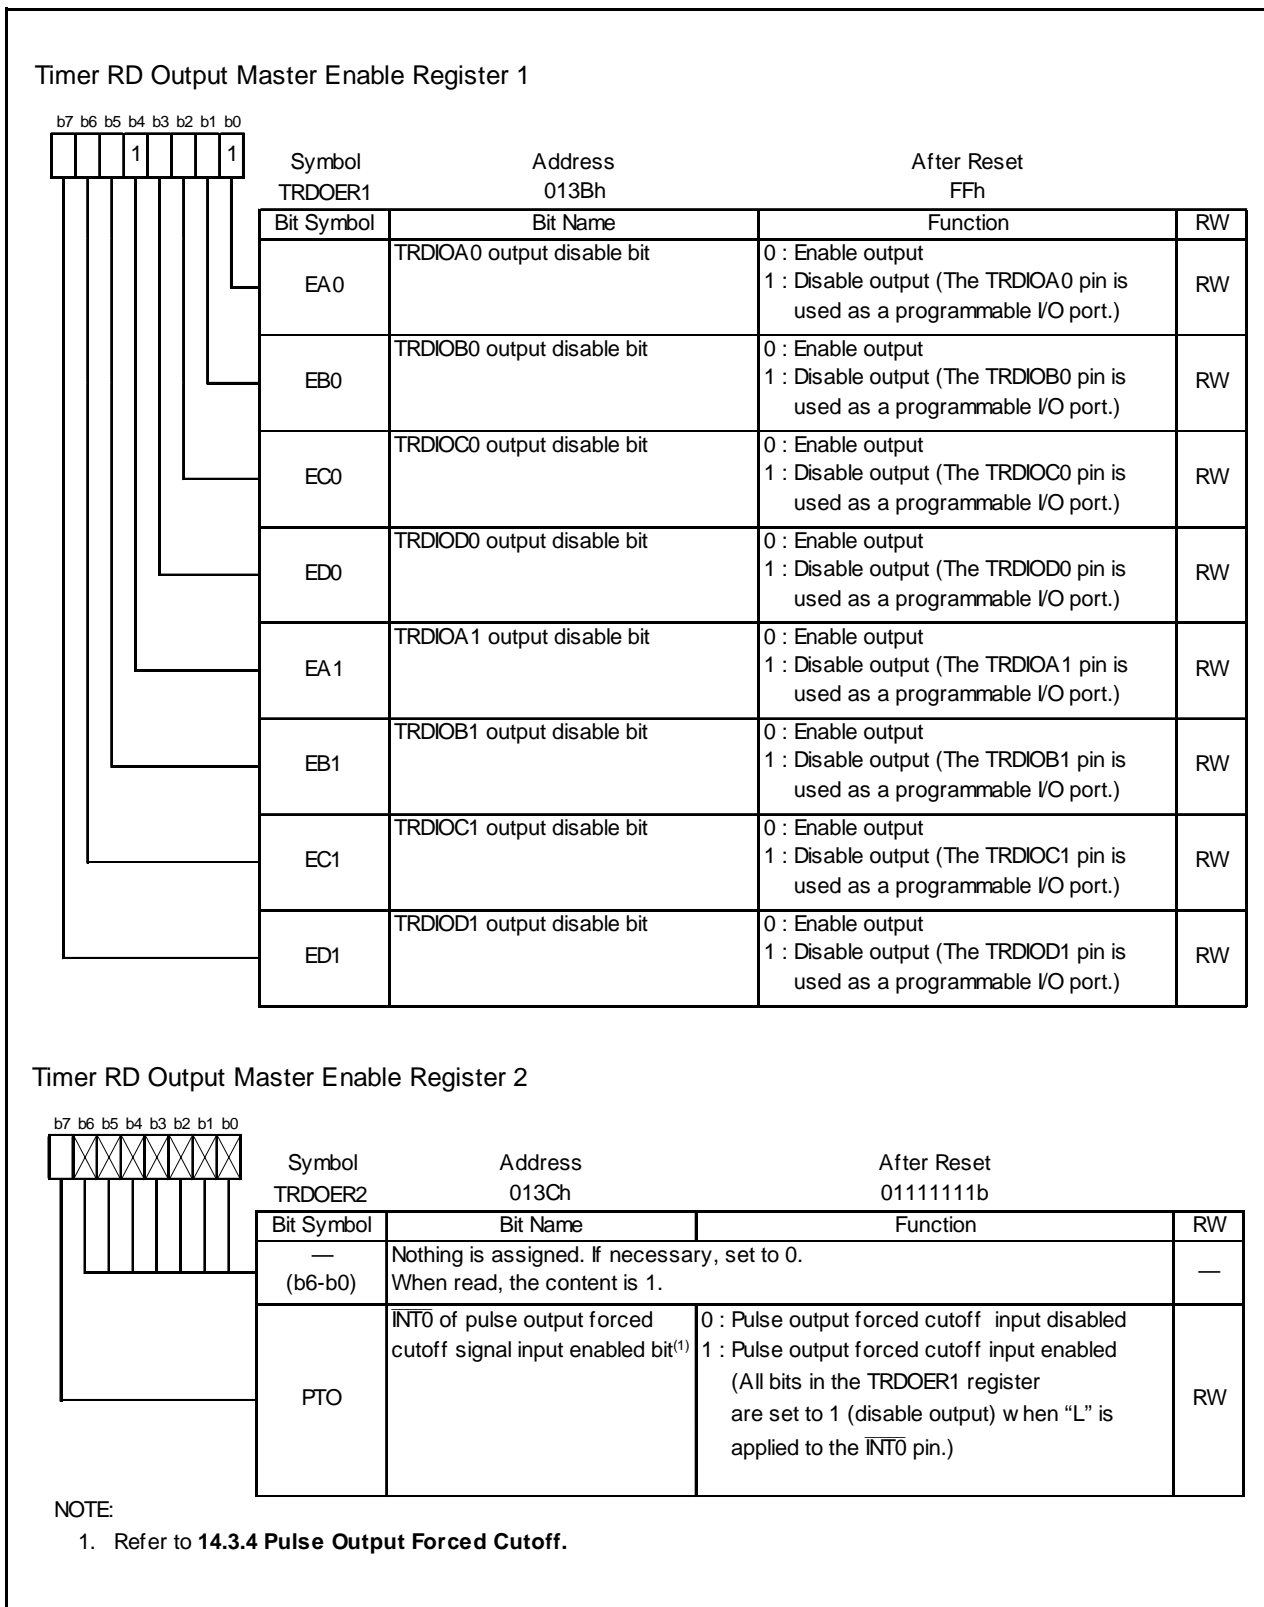 Timer RD Output Master Enable Register 1
b7 b6 b5 b4 b3 b2 b1 b0
1 1
Symbol Address After Reset
TRDOER1 013Bh FFh
Bit Symbol Bit Name Function RW
EA0 TRDIOA0 output disable bit 0 : Enable output
1 : Disable output (The TRDIOA0 pin is
used as a programmable I/O port.) RW
EB0 TRDIOB0 output disable bit 0 : Enable output
1 : Disable output (The TRDIOB0 pin is
used as a programmable I/O port.) RW
EC0 TRDIOC0 output disable bit 0 : Enable output
1 : Disable output (The TRDIOC0 pin is
used as a programmable I/O port.) RW
ED0 TRDIOD0 output disable bit 0 : Enable output
1 : Disable output (The TRDIOD0 pin is
used as a programmable I/O port.) RW
EA1 TRDIOA1 output disable bit 0 : Enable output
1 : Disable output (The TRDIOA1 pin is
used as a programmable I/O port.) RW
EB1 TRDIOB1 output disable bit 0 : Enable output
1 : Disable output (The TRDIOB1 pin is
used as a programmable I/O port.) RW
EC1 TRDIOC1 output disable bit 0 : Enable output
1 : Disable output (The TRDIOC1 pin is
used as a programmable I/O port.) RW
ED1 TRDIOD1 output disable bit 0 : Enable output
1 : Disable output (The TRDIOD1 pin is
used as a programmable I/O port.) RW
Timer RD Output Master Enable Register 2
b7 b6 b5 b4 b3 b2 b1 b0
Symbol Address After Reset
TRDOER2 013Ch 01111111b
Bit Symbol Bit Name Function RW
— Nothing is assigned. If necessary, set to 0.
(b6-b0) When read, the content is 1. —
PTO I̅N̅T̅0̅ of pulse output forced 0 : Pulse output forced cutoff input disabled
cutoff signal input enabled bit(1) 1 : Pulse output forced cutoff input enabled
(All bits in the TRDOER1 register
are set to 1 (disable output) when “L” is
applied to the I̅N̅T̅0̅ pin.) RW
NOTE:
1. Refer to 14.3.4 Pulse Output Forced Cutoff.